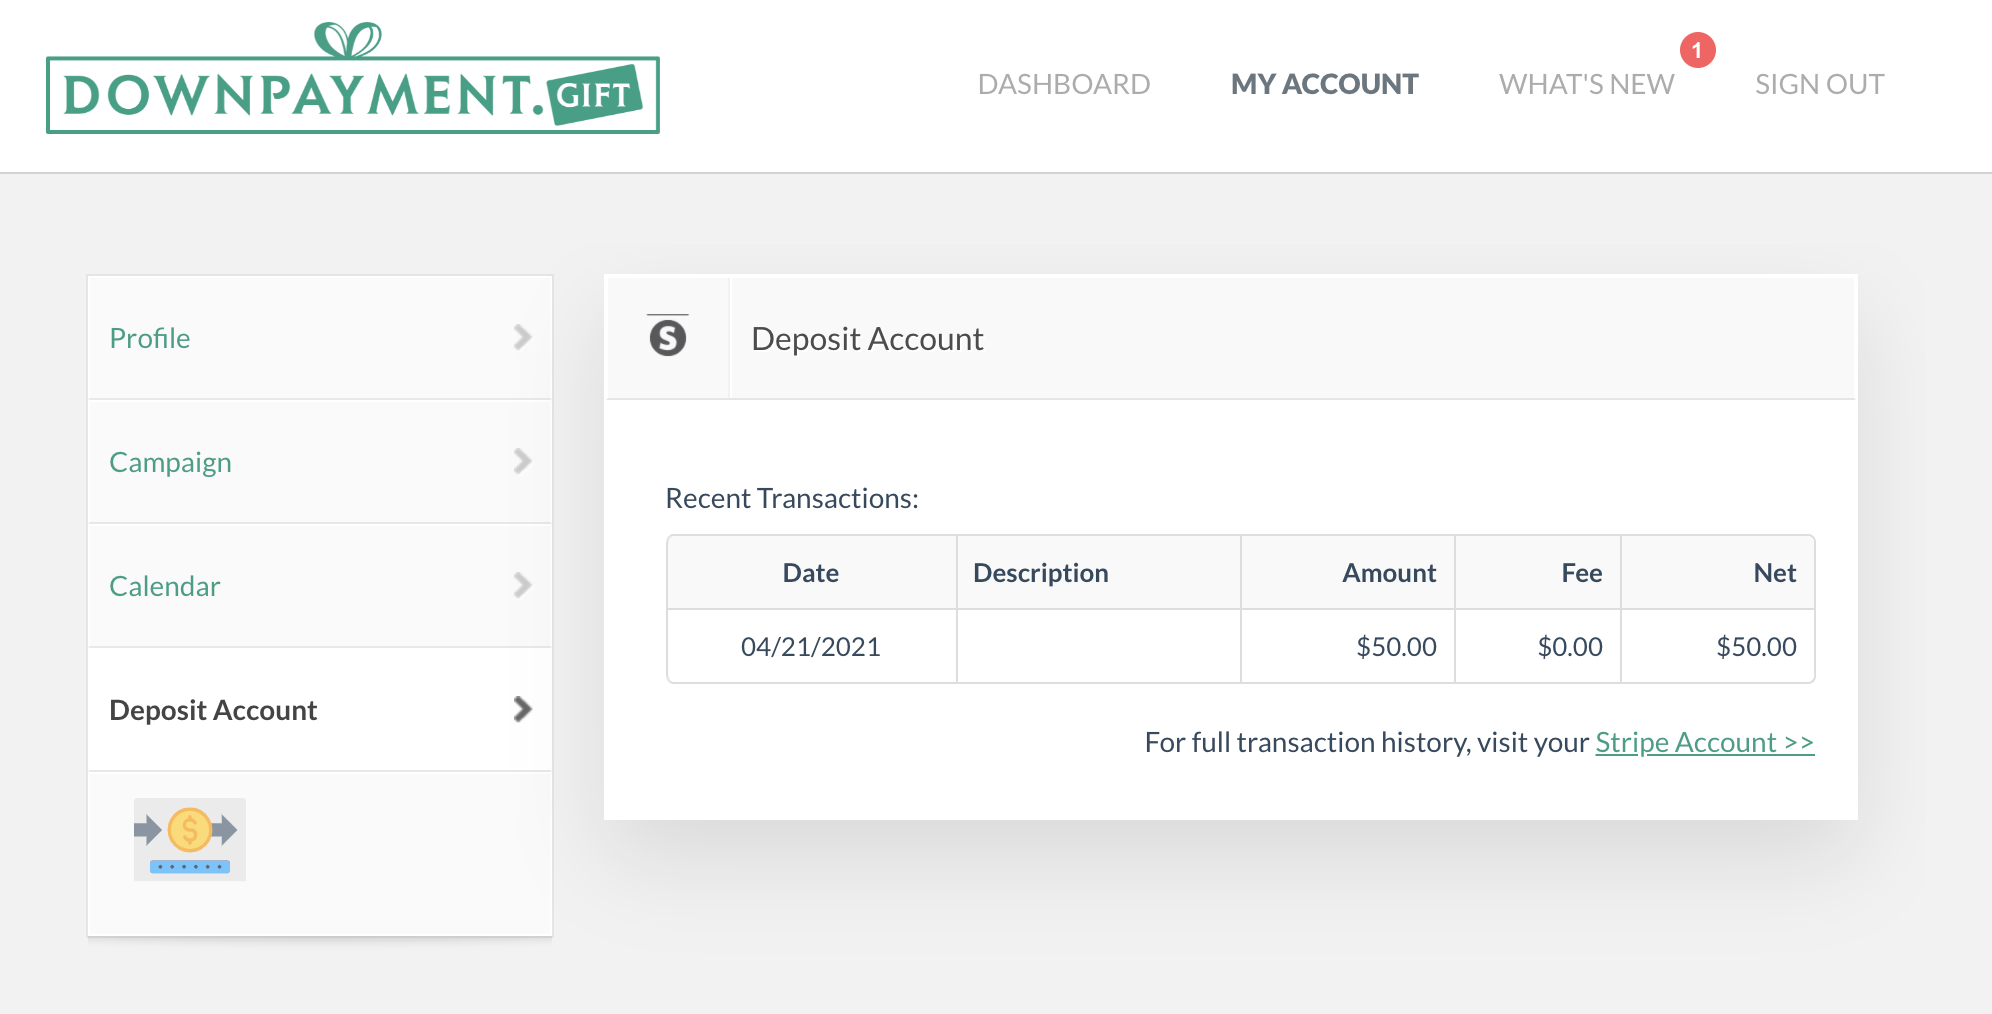 DOWNPAYMENT.GIFT
DASHBOARD MY ACCOUNT WHAT'S NEW 1 SIGN OUT
Profile
Campaign
Calendar
Deposit Account
S Deposit Account
Recent Transactions:
Date Description Amount Fee Net
04/21/2021 $50.00 $0.00 $50.00
For full transaction history, visit your Stripe Account >>
$